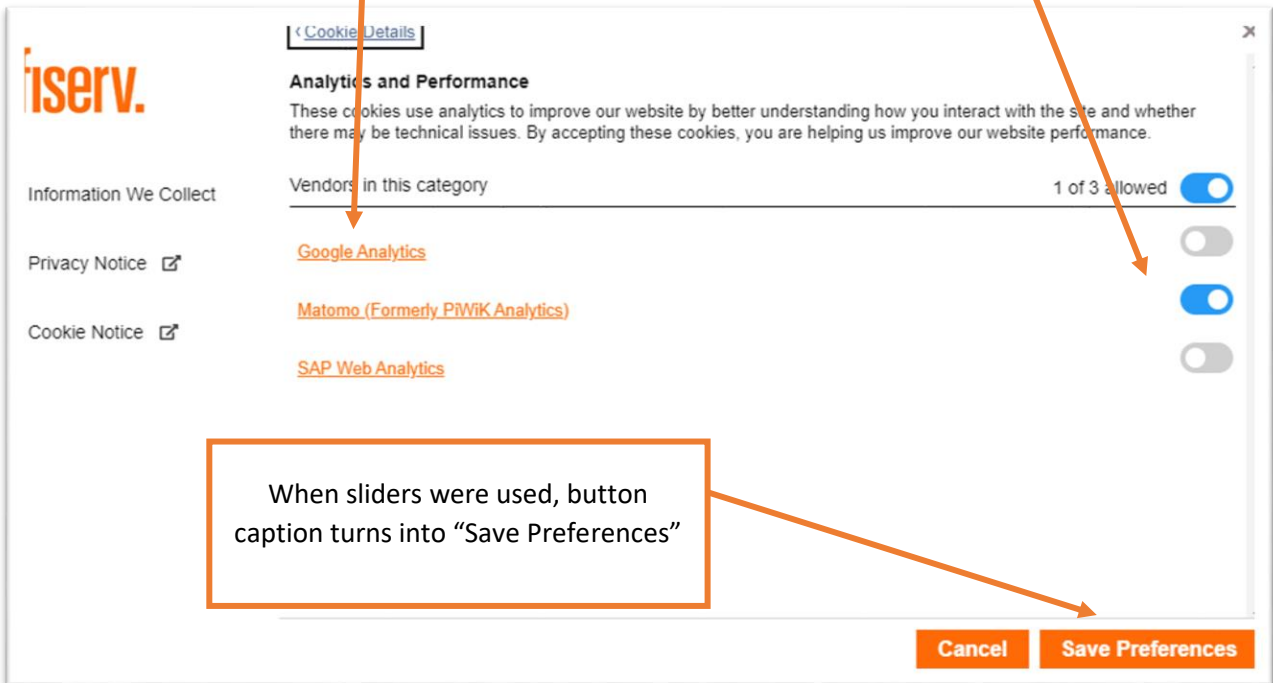 ‹ Cookie Details
fiserv.
Analytics and Performance
These cookies use analytics to improve our website by better understanding how you interact with the site and whether
there may be technical issues. By accepting these cookies, you are helping us improve our website performance.
Information We Collect
Vendors in this category
1 of 3 allowed
Privacy Notice
Google Analytics
Matomo (Formerly PiWiK Analytics)
Cookie Notice
SAP Web Analytics
When sliders were used, button
caption turns into “Save Preferences”
Cancel
Save Preferences